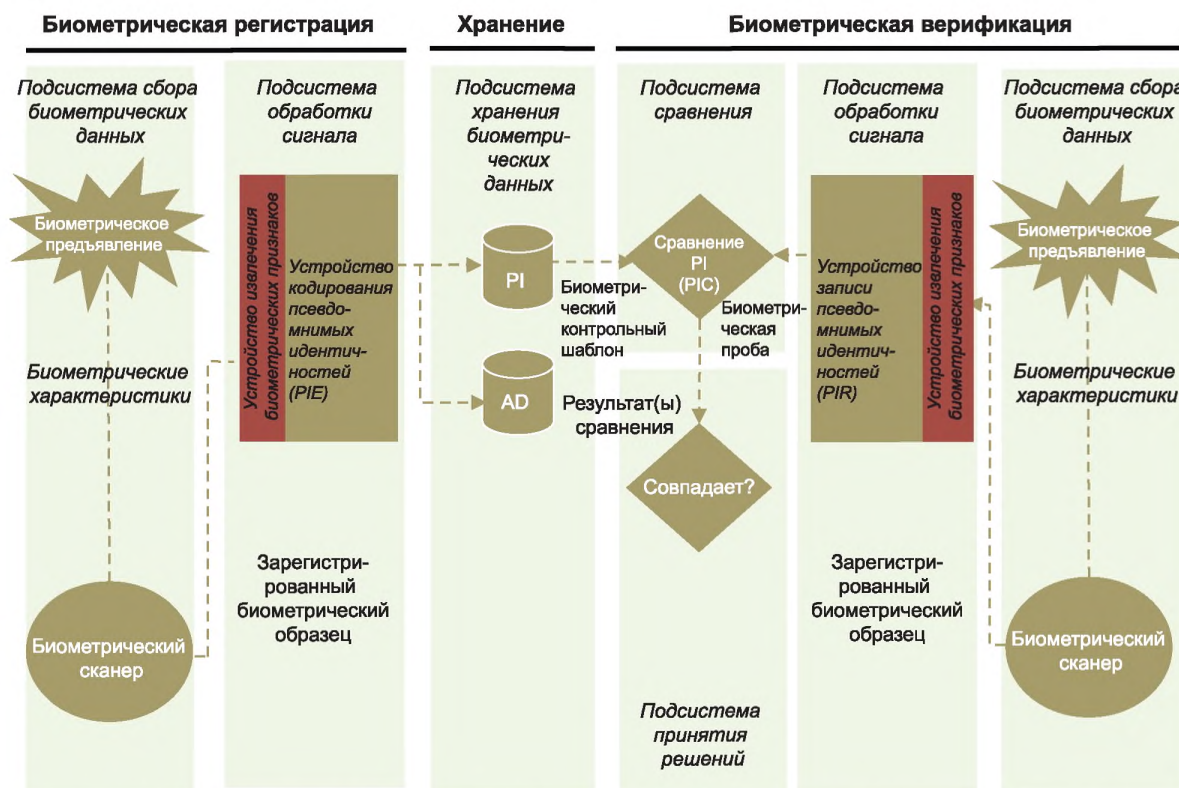 Биометрическая регистрация
Хранение
Биометрическая верификация
Подсистема сбора
биометрических
данных
Подсистема
обработки
сигнала
Подсистема
хранения
биометри-
ческих
данных
Подсистема
сравнения
Подсистема
обработки
сигнала
Подсистема сбора
биометрических
данных
Биометрическое
предъявление
Устройство извлечения
биометрических признаков
Устройство
кодирования
псевдо-
мнимых
идентич-
ностей
(PIE)
PI
Биометри-
ческий
контрольный
шаблон
Сравнение
PI
(PIC)
Биометри-
ческая
проба
Устройство
записи
псевдо-
мнимых
идентич-
ностей
(PIR)
Устройство извлечения
биометрических признаков
Биометрическое
предъявление
Биометрические
характеристики
AD
Результат(ы)
сравнения
Биометрические
характеристики
Совпадает?
Зарегистри-
рованный
биометрический
образец
Зарегистри-
рованный
биометрический
образец
Биометрический
сканер
Биометрический
сканер
Подсистема
принятия
решений